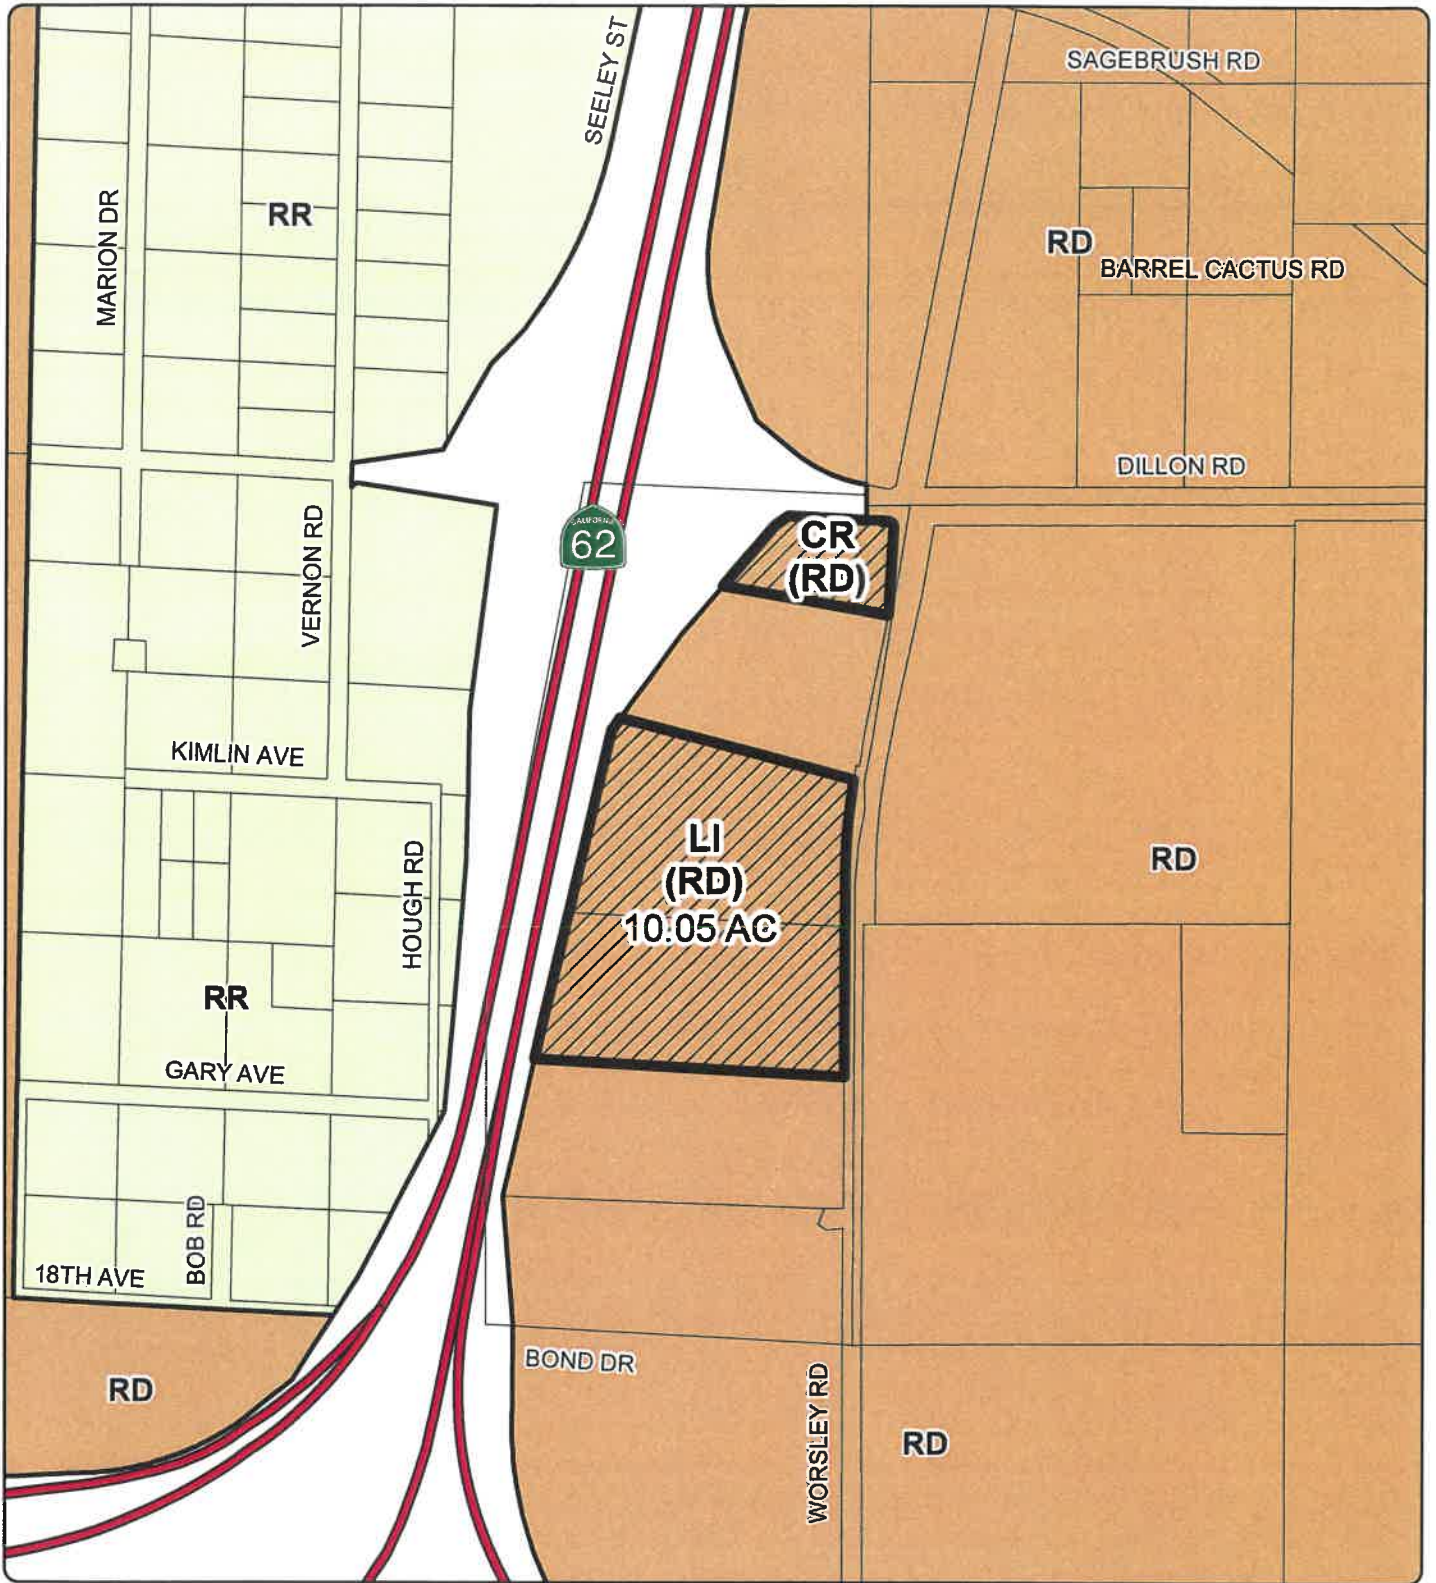 SEELEY ST
SAGEBRUSH RD
MARION DR
RR
RD
BARREL CACTUS RD
DILLON RD
VERNON RD
CALIFORNIA
62
CR
(RD)
KIMLIN AVE
HOUGH RD
LI
(RD)
10.05 AC
RD
RR
GARY AVE
BOB RD
18TH AVE
RD
BOND DR
WORSLEY RD
RD